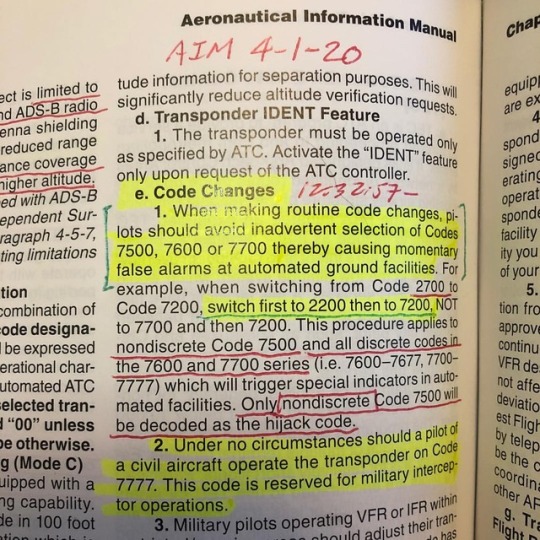 Aeronautical Information Manual
AIM 4-1-20
ect is limited to
nd ADS-B radio
enna shielding
reduced range
ance coverage
higher altitude.
ed with ADS-B
ependent Sur-
aragraph 4-5-7,
ting limitations
tion
combination of
code designa-
l be expressed
erational char-
utomated ATC
selected tran-
d "00" unless
be otherwise.
g (Mode C)
uipped with a
ng capability.
de in 100 foot
tude information for separation purposes. This will
significantly reduce altitude verification requests.
d. Transponder IDENT Feature
1. The transponder must be operated only
as specified by ATC. Activate the "IDENT" feature
only upon request of the ATC controller.
e. Code Changes
1. When making routine code changes, pi-
lots should avoid inadvertent selection of Codes
7500, 7600 or 7700 thereby causing momentary
false alarms at automated ground facilities. For
example, when switching from Code 2700 to
Code 7200, switch first to 2200 then to 7200, NOT
to 7700 and then 7200. This procedure applies to
nondiscrete Code 7500 and all discrete codes in
the 7600 and 7700 series (i.e. 7600–7677, 7700–
7777) which will trigger special indicators in auto-
mated facilities. Only nondiscrete Code 7500 will
be decoded as the hijack code.
2. Under no circumstances should a pilot of
a civil aircraft operate the transponder on Code
7777. This code is reserved for military intercep-
tor operations.
3. Military pilots operating VFR or IFR within
should adjust their tran-
has
Chap
equipp
are ex
4
spond
signed
erating
operat
sponde
facility
ity you
of your
5.
tion fro
approve
continu
VFR de
not affe
deviatio
est Flight
by telep
be the c
coordina
other AF
g. Tra
Flight D